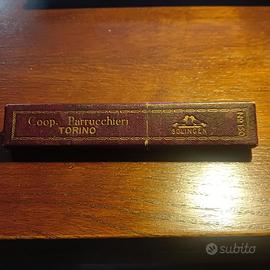 Coop. Parrucchieri
TORINO
SOLINGEN
subito